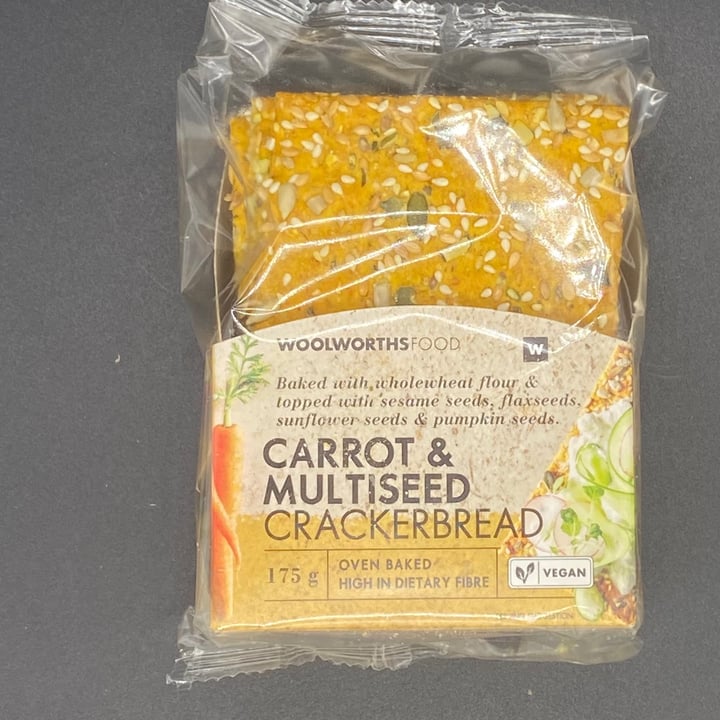 WOOLWORTHSFOOD W
Baked with wholewheat flour &
topped with sesame seeds, flaxseeds,
sunflower seeds & pumpkin seeds.
CARROT &
MULTISEED
CRACKERBREAD
175 g
OVEN BAKED
HIGH IN DIETARY FIBRE
V VEGAN